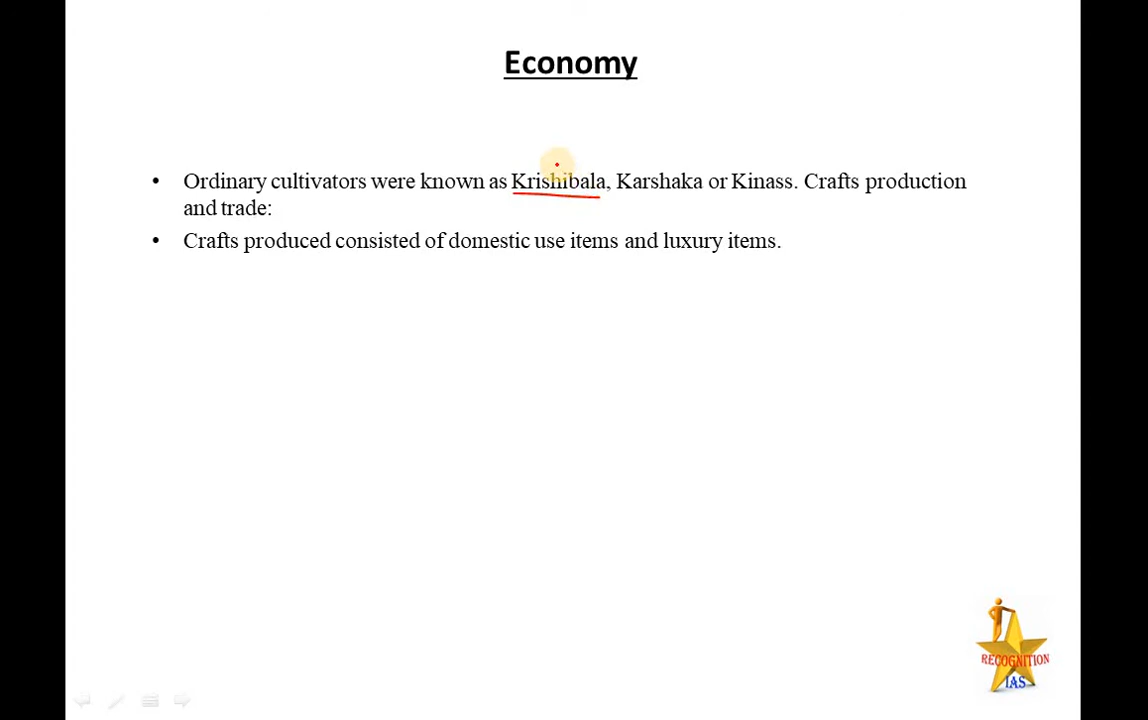 Economy
• Ordinary cultivators were known as Krishibala, Karshaka or Kinass. Crafts production
and trade:
• Crafts produced consisted of domestic use items and luxury items.
RECOGNITION
IAS